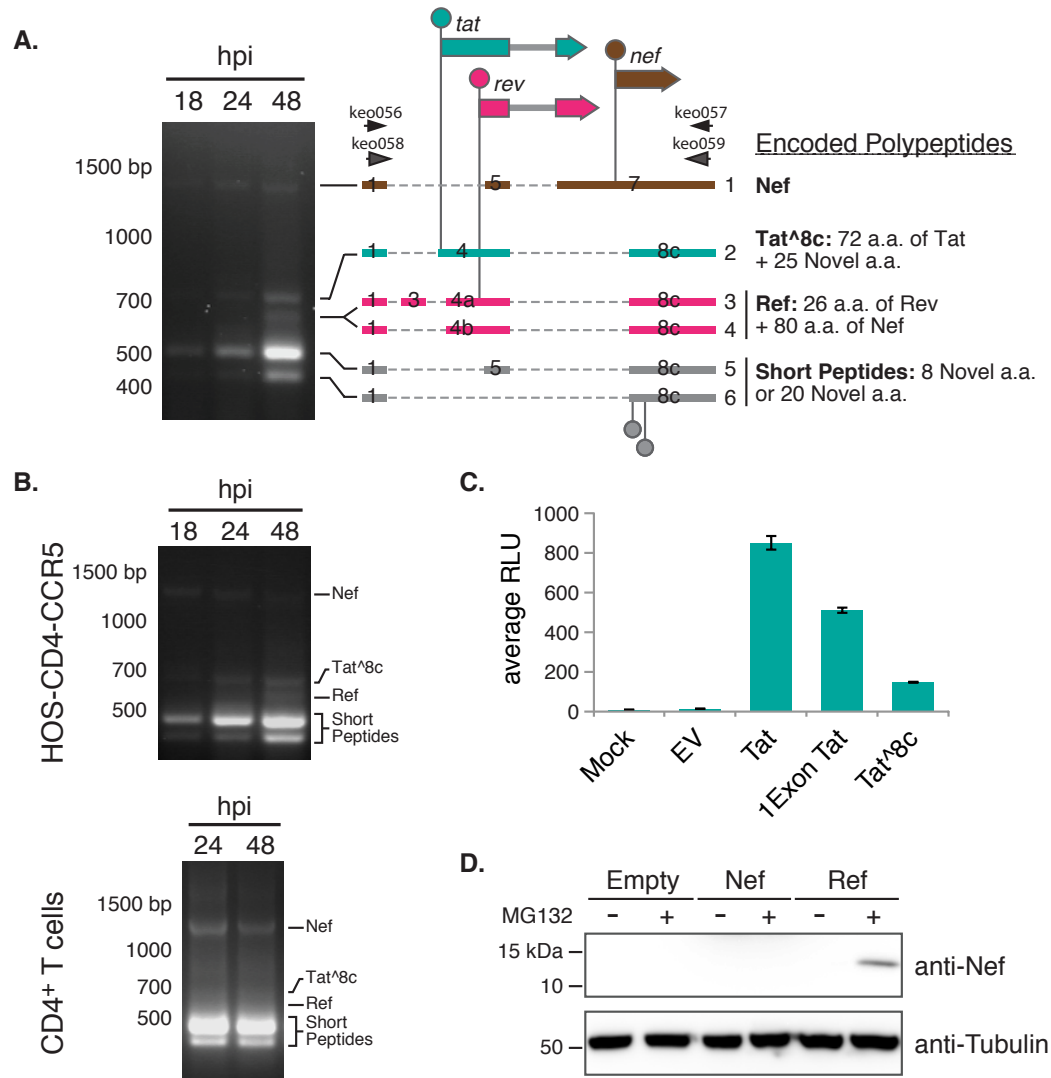 A.
hpi
18 24 48
1500 bp
1000
700
500
400
tat
rev
nef
keo056
keo058
keo057
keo059
Encoded Polypeptides
1 5 7 1 Nef
1 4 8c 2 Tat^8c: 72 a.a. of Tat
+ 25 Novel a.a.
1 3 4a 8c 3 Ref: 26 a.a. of Rev
1 4b 8c 4 + 80 a.a. of Nef
1 5 8c 5 Short Peptides: 8 Novel a.a.
1 8c 6 or 20 Novel a.a.
B.
HOS-CD4-CCR5
hpi
18 24 48
1500 bp
1000
700
500
Nef
Tat^8c
Ref
Short
Peptides
CD4+ T cells
hpi
24 48
1500 bp
1000
700
500
Nef
Tat^8c
Ref
Short
Peptides
C.
average RLU
1000
800
600
400
200
0
Mock
EV
Tat
1Exon Tat
Tat^8c
D.
Empty Nef Ref
MG132 - + - + - +
15 kDa
10
anti-Nef
50
anti-Tubulin